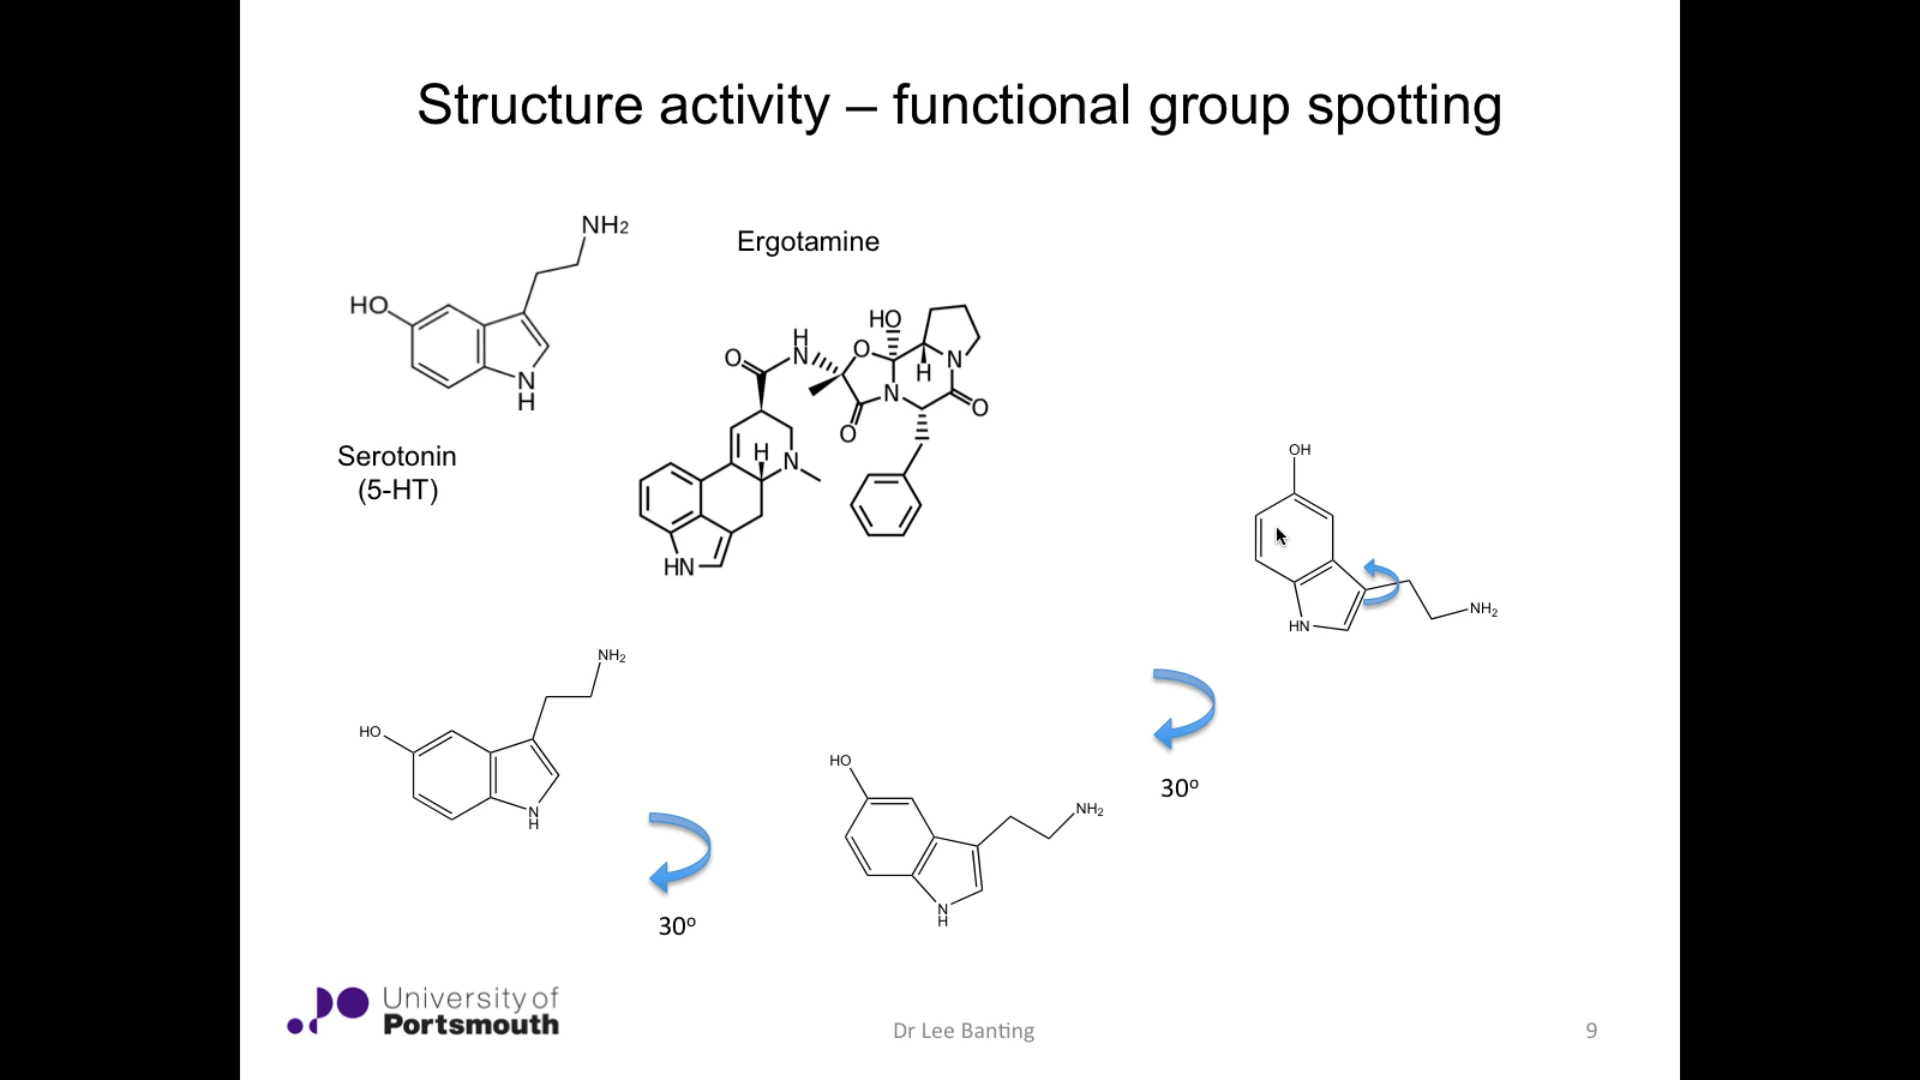 Structure activity – functional group spotting
NH2
HO
N
H
Serotonin
(5-HT)
Ergotamine
HO
H
N
O
O
H
N
N
O
O
H
N
HN
OH
HN
NH2
NH2
HO
N
H
30º
HO
NH2
N
H
30º
University of
Portsmouth
Dr Lee Banting
9